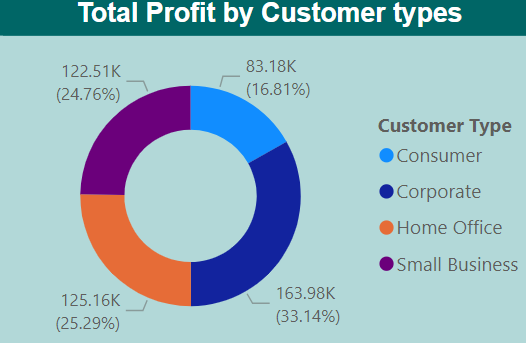 Total Profit by Customer types
122.51K
(24.76%)
83.18K
(16.81%)
Customer Type
Consumer
Corporate
Home Office
Small Business
125.16K
(25.29%)
163.98K
(33.14%)